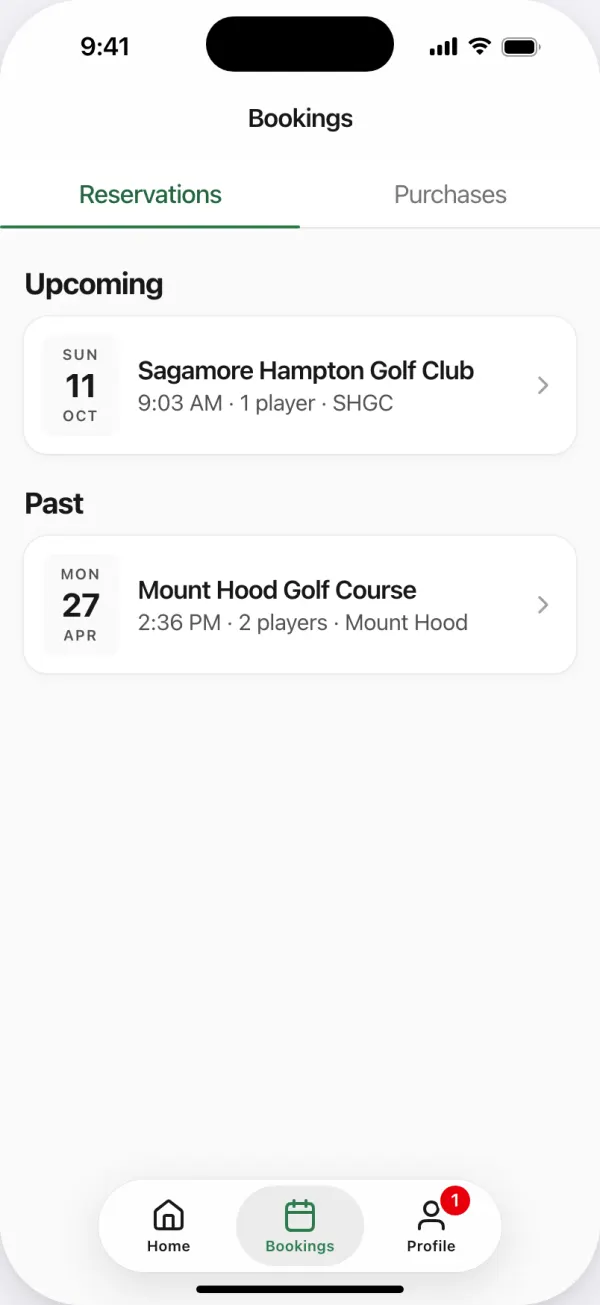 9:41
Bookings
Reservations
Purchases
Upcoming
SUN
11
OCT
Sagamore Hampton Golf Club
9:03 AM · 1 player · SHGC
Past
MON
27
APR
Mount Hood Golf Course
2:36 PM · 2 players · Mount Hood
1
Home
Bookings
Profile